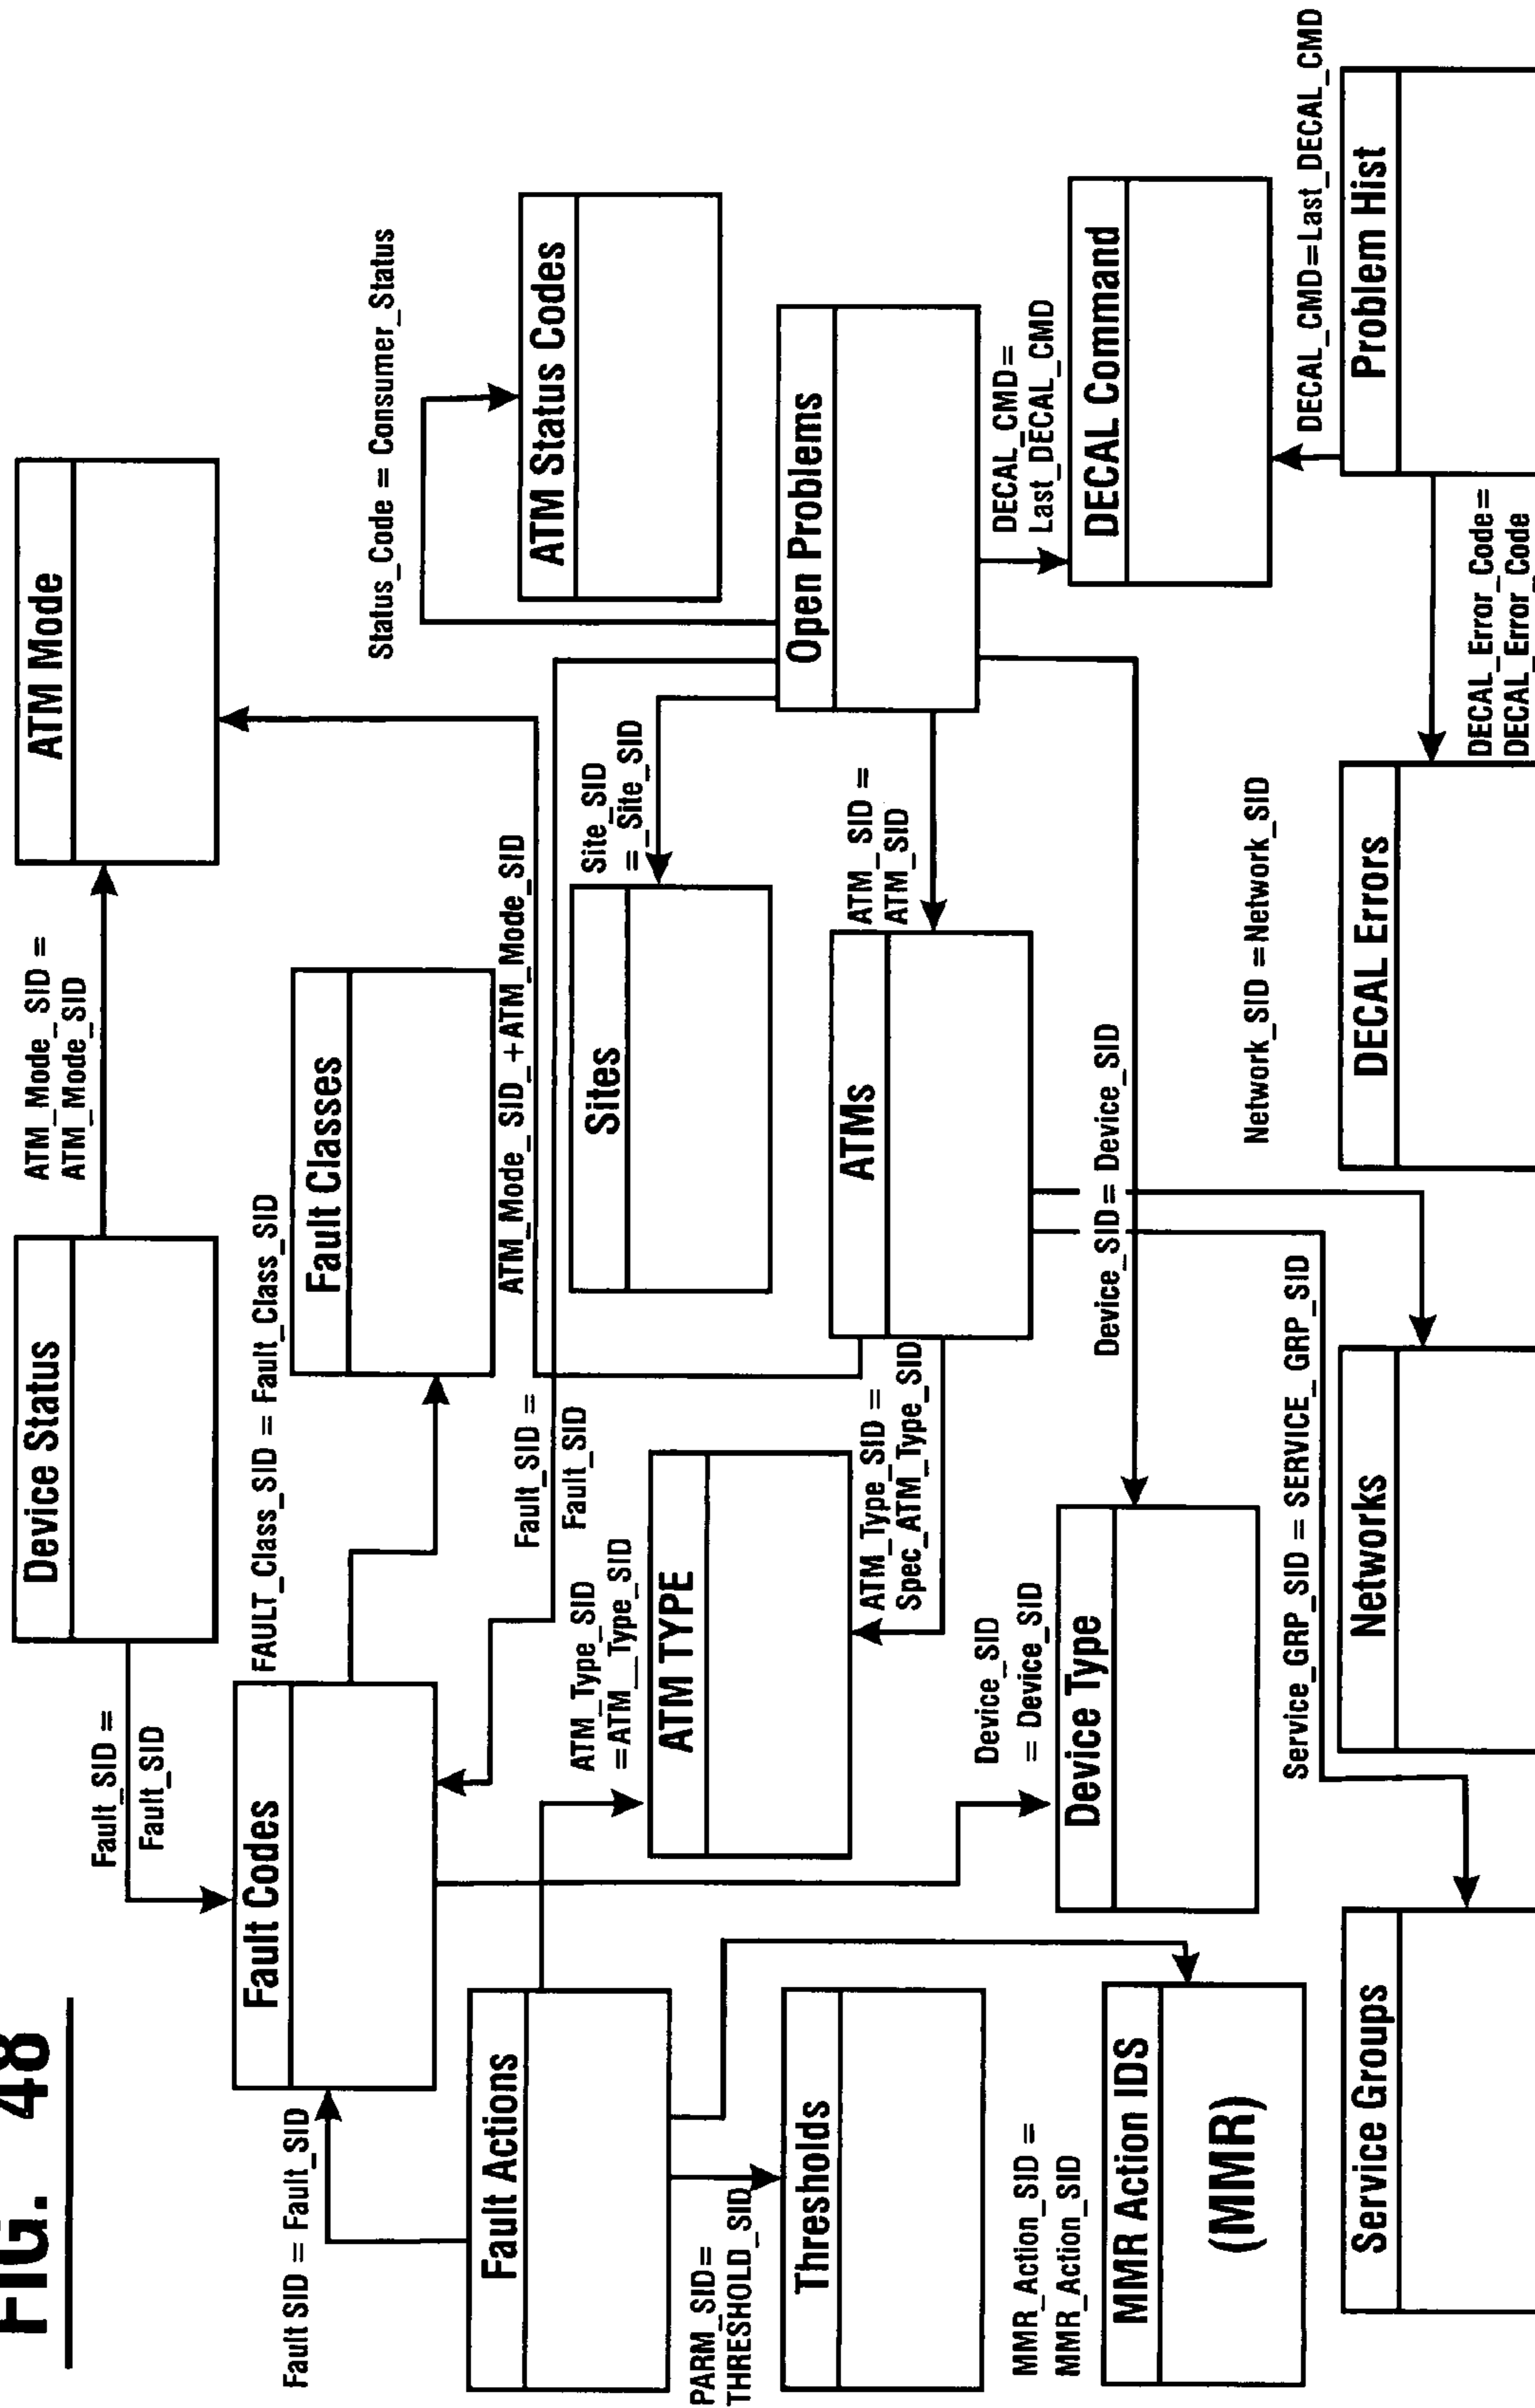 FIG. 48
Device Status
ATM_Mode_SID =
ATM_Mode_SID
ATM Mode
Fault_SID =
Fault_SID
Fault Codes
FAULT_Class_SID = Fault_Class_SID
Fault Classes
Status_Code = Consumer_Status
ATM Status Codes
Fault SID = Fault_SID
Fault Actions
ATM_Mode_SID_+ATM_Mode_SID
Fault_SID =
Fault_SID
Site_SID
=_Site_SID
Sites
ATM_Type_SID
=ATM__Type_SID
ATM TYPE
Open Problems
PARM_SID=
THRESHOLD_SID
Thresholds
ATM_SID =
ATM_SID
ATMs
ATM_Type_SID =
Spec_ATM_Type_SID
DECAL_CMD=
Last_DECAL_CMD
DECAL Command
Device_SID
= Device_SID
Device_SID= Device_SID
Device Type
MMR_Action_SID =
MMR_Action_SID
MMR Action IDS
(MMR)
Service_GRP_SID = SERVICE_GRP_SID
Network_SID =Network_SID
DECAL_CMD=Last_DECAL_CMD
Service Groups
Networks
DECAL Errors
Problem Hist
DECAL_Error_Code=
DECAL_Error_Code